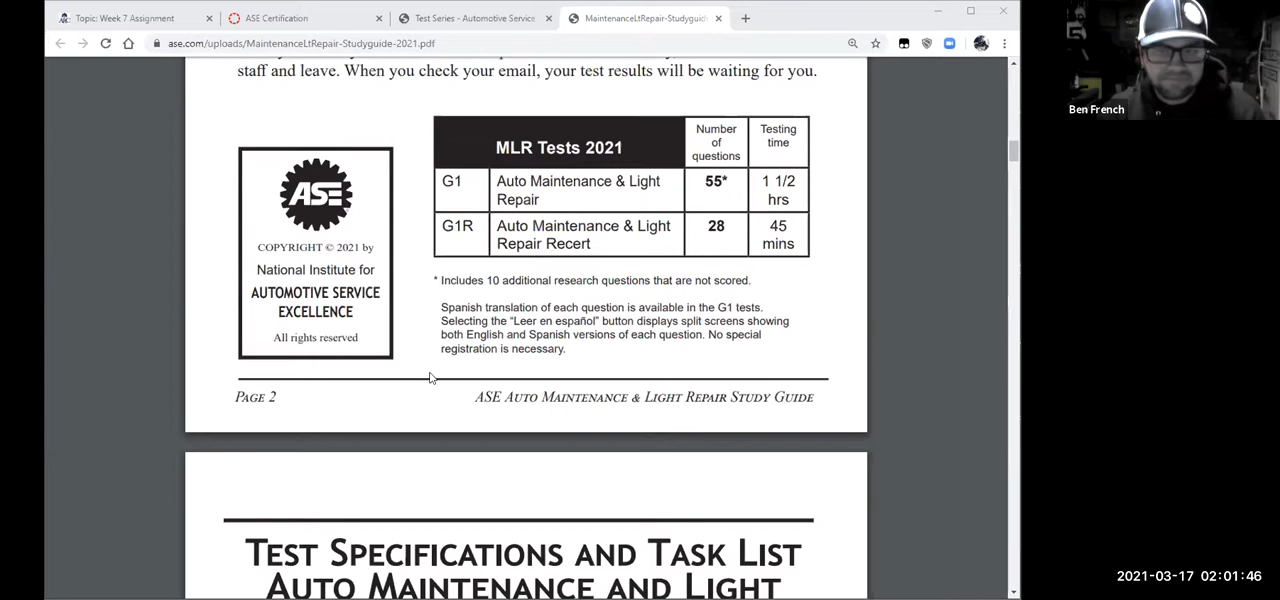 Topic: Week 7 Assignment
ASE Certification
Test Series - Automotive Service
MaintenanceLtRepair-Studyguid
ase.com/uploads/MaintenanceLtRepair-Studyguide-2021.pdf
Ben French
staff and leave. When you check your email, your test results will be waiting for you.
ASE
COPYRIGHT © 2021 by
National Institute for
AUTOMOTIVE SERVICE
EXCELLENCE
All rights reserved
MLR Tests 2021
Number
of
questions
Testing
time
G1
Auto Maintenance & Light
Repair
55*
1 1/2
hrs
G1R
Auto Maintenance & Light
Repair Recert
28
45
mins
* Includes 10 additional research questions that are not scored.
Spanish translation of each question is available in the G1 tests.
Selecting the “Leer en español” button displays split screens showing
both English and Spanish versions of each question. No special
registration is necessary.
PAGE 2
ASE AUTO MAINTENANCE & LIGHT REPAIR STUDY GUIDE
TEST SPECIFICATIONS AND TASK LIST
AUTO MAINTENANCE AND LIGHT
2021-03-17 02:01:46